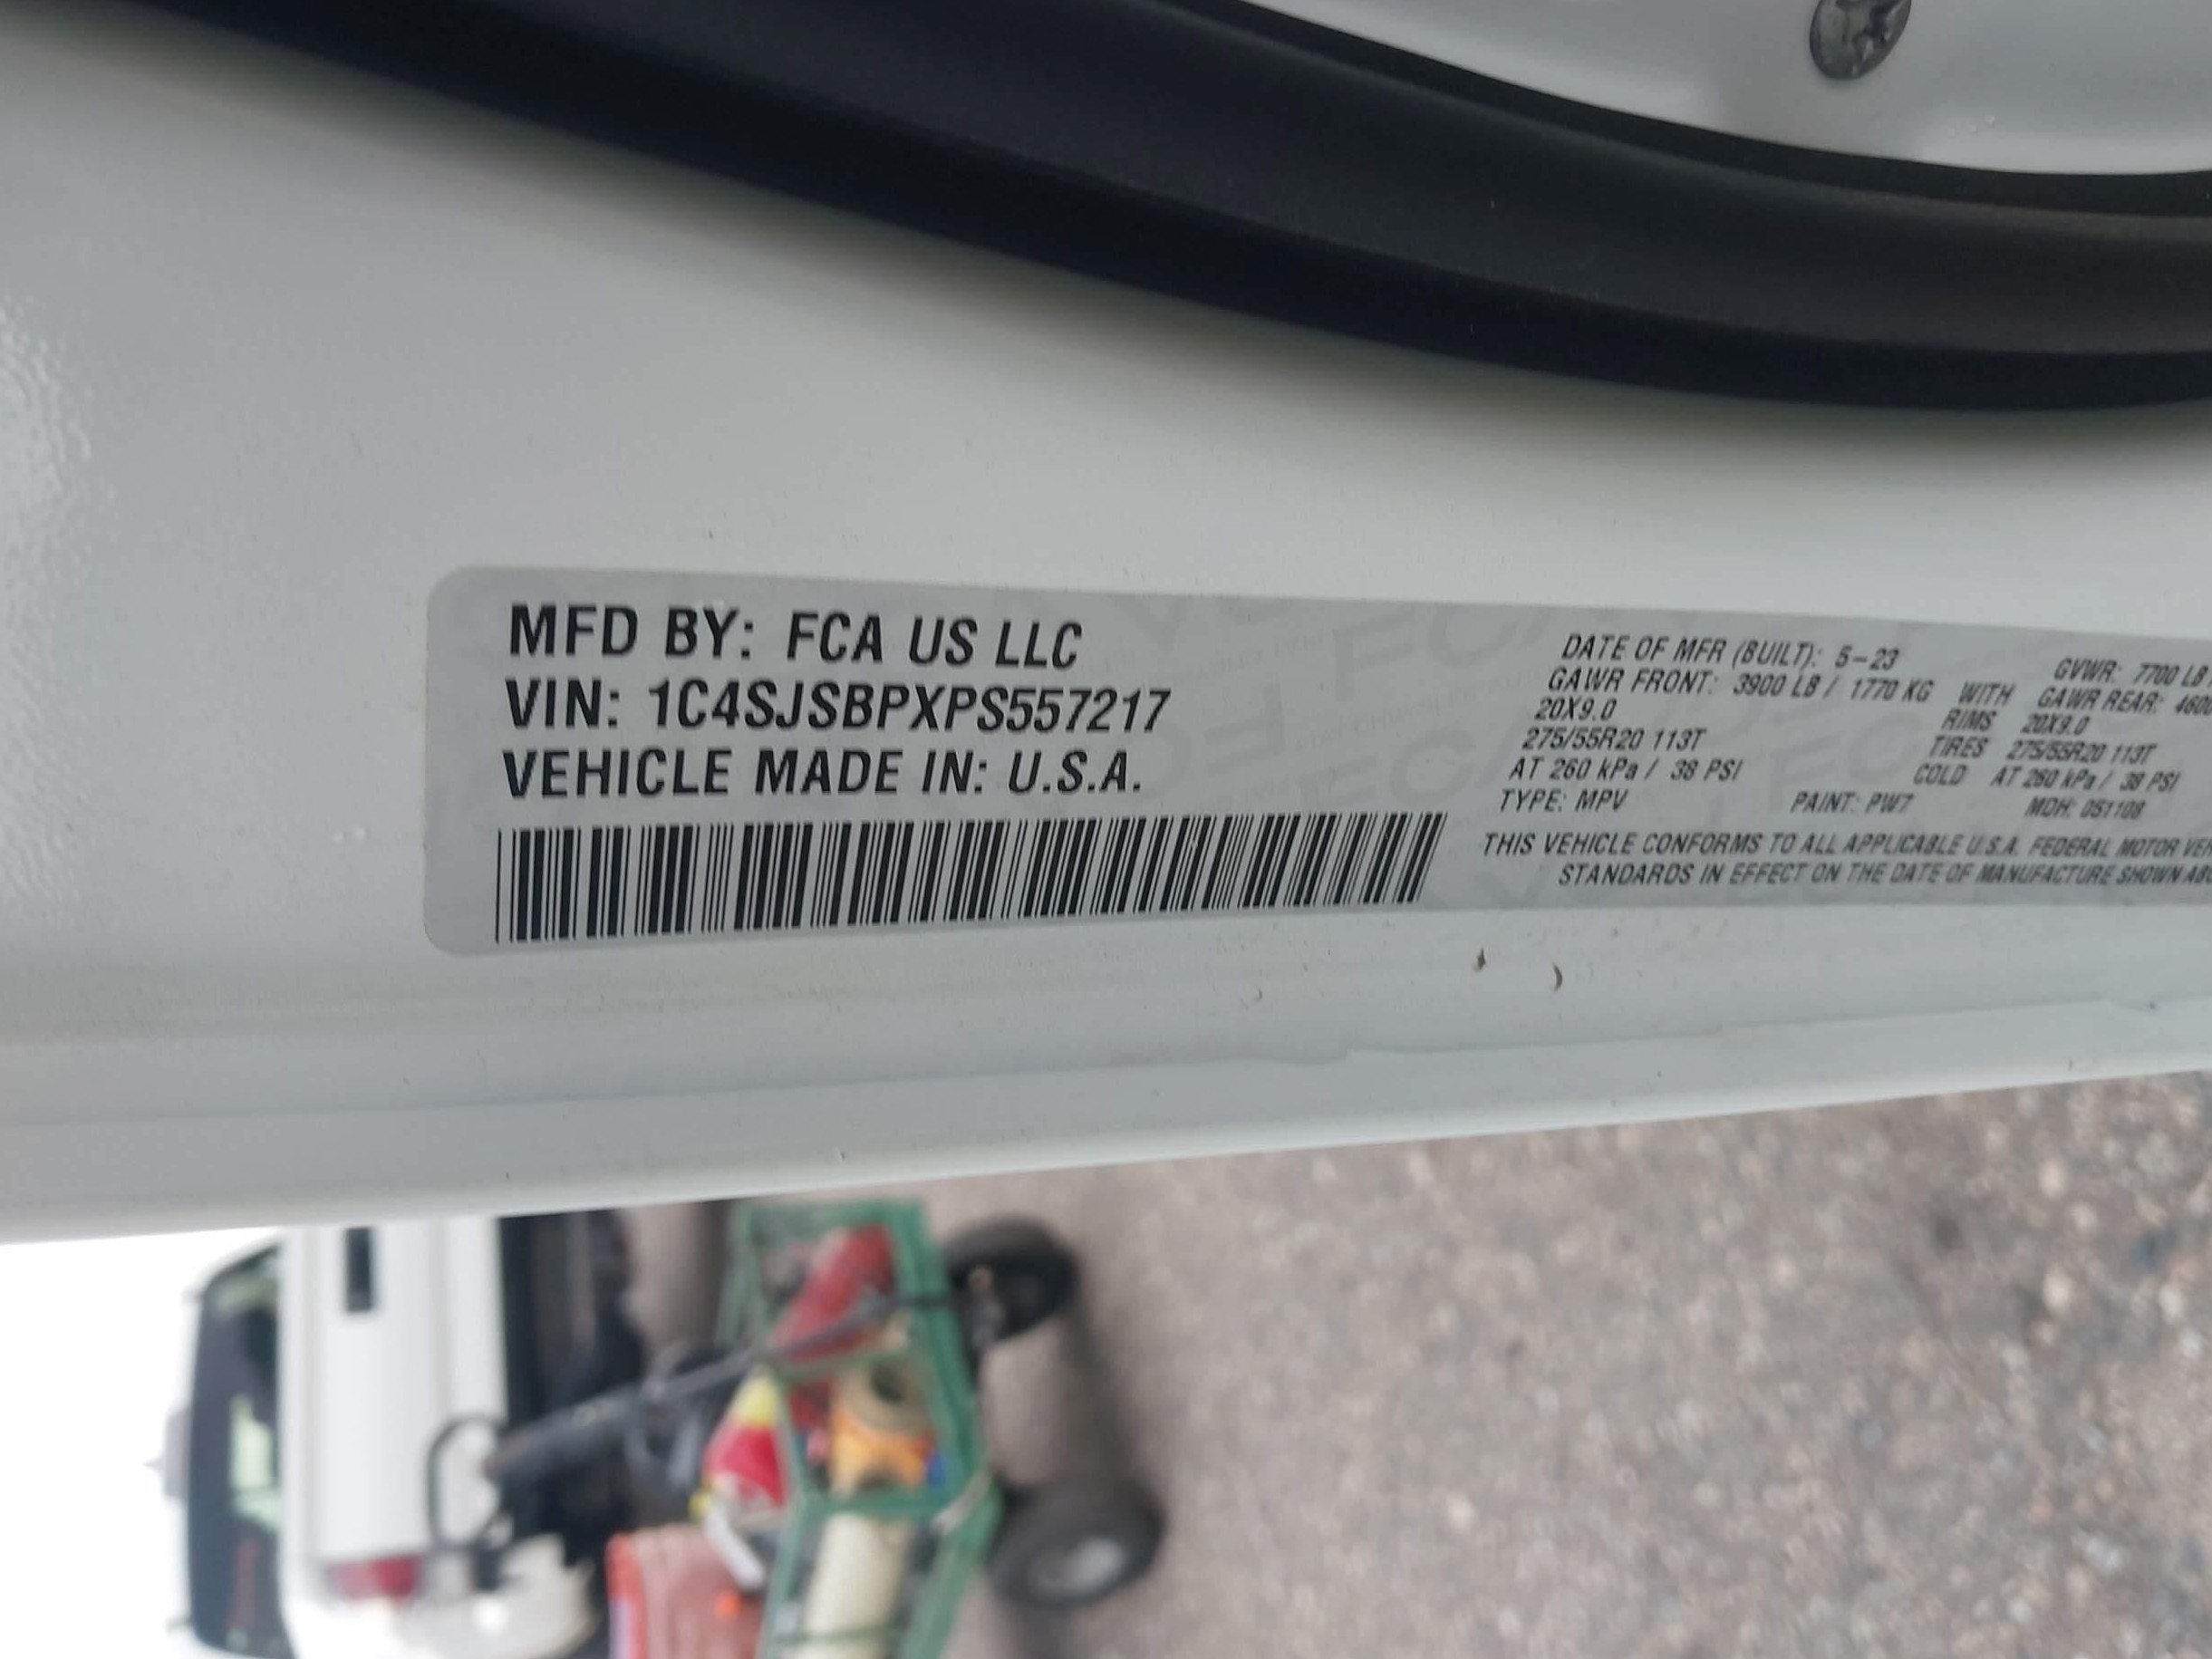 MFD BY: FCA US LLC
VIN: 1C4SJSBPXPS557217
VEHICLE MADE IN: U.S.A.
DATE OF MFR (BUILT): 5-23 GVWR: 7700 LB
GAWR FRONT: 3900 LB / 1770 KG WITH GAWR REAR: 4600
20X9.0 RIMS 20X9.0
275/55R20 113T TIRES 275/55R20 113T
AT 260 kPa / 38 PSI COLD AT 260 kPa / 38 PSI
TYPE: MPV PAINT: PW7 MDH: 051108
THIS VEHICLE CONFORMS TO ALL APPLICABLE U.S.A. FEDERAL MOTOR VEH
STANDARDS IN EFFECT ON THE DATE OF MANUFACTURE SHOWN ABO